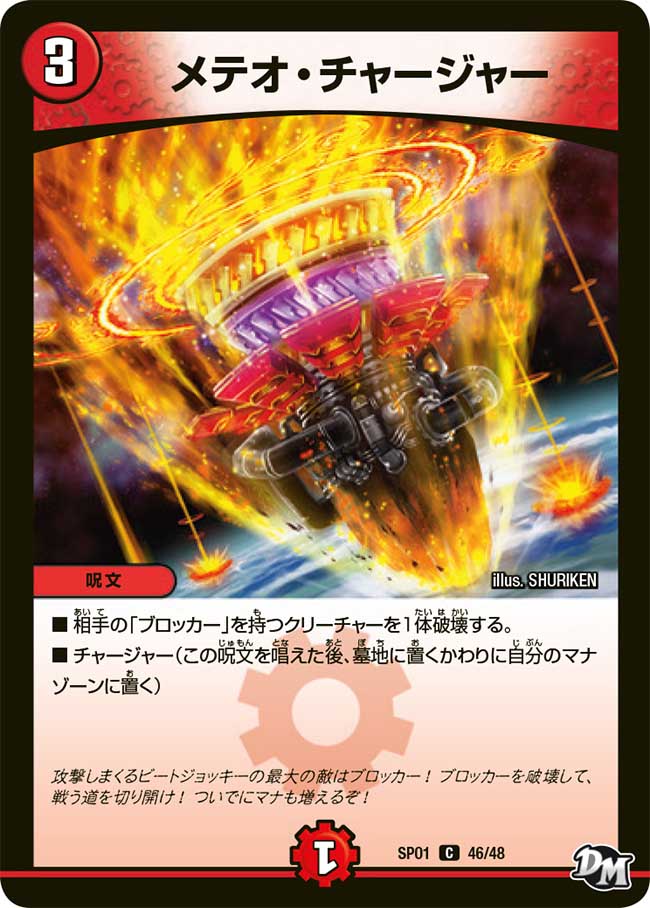 3
メテオ・チャージャー
呪文
illus. SHURIKEN
■ 相手の「ブロッカー」を持つクリーチャーを1体破壊する。
■ チャージャー(この呪文を唱えた後、墓地に置くかわりに自分のマナ
ゾーンに置く)
攻撃しまくるビートジョッキーの最大の敵はブロッカー! ブロッカーを破壊して、
戦う道を切り開け! ついでにマナも増えるぞ!
1
SP01 C 46/48
DM